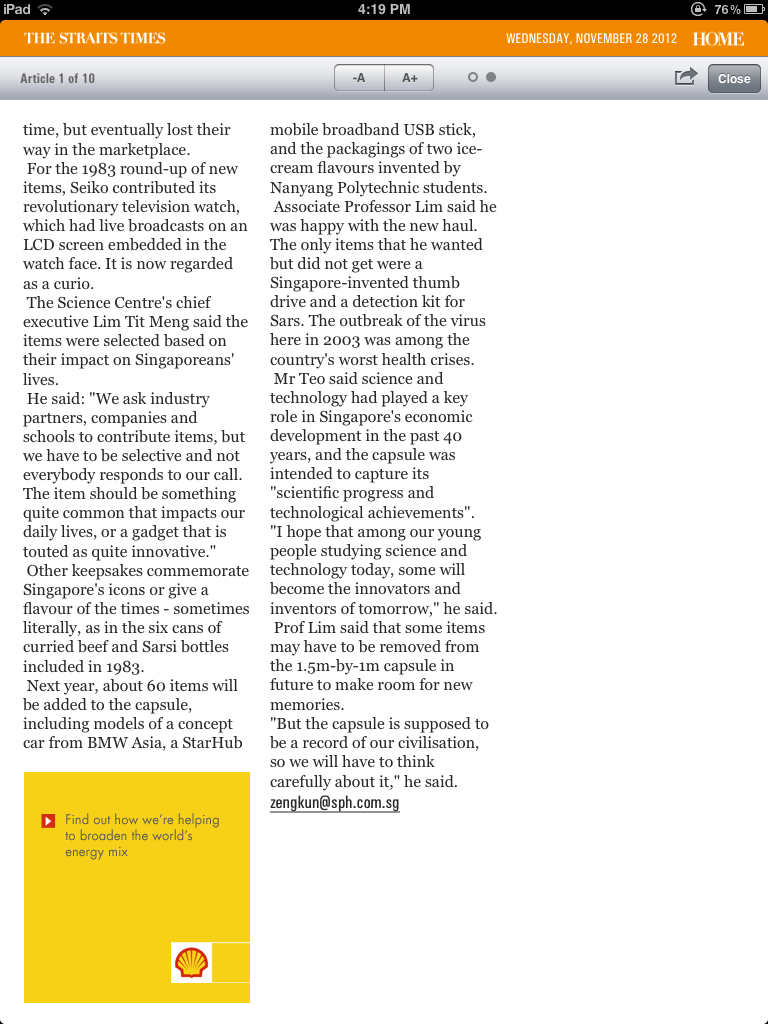 iPad
4:19 PM
76%
THE STRAITS TIMES
WEDNESDAY, NOVEMBER 28 2012
HOME
Article 1 of 10
-A
A+
Close
time, but eventually lost their
way in the marketplace.
For the 1983 round-up of new
items, Seiko contributed its
revolutionary television watch,
which had live broadcasts on an
LCD screen embedded in the
watch face. It is now regarded
as a curio.
The Science Centre's chief
executive Lim Tit Meng said the
items were selected based on
their impact on Singaporeans'
lives.
He said: "We ask industry
partners, companies and
schools to contribute items, but
we have to be selective and not
everybody responds to our call.
The item should be something
quite common that impacts our
daily lives, or a gadget that is
touted as quite innovative."
Other keepsakes commemorate
Singapore's icons or give a
flavour of the times - sometimes
literally, as in the six cans of
curried beef and Sarsi bottles
included in 1983.
Next year, about 60 items will
be added to the capsule,
including models of a concept
car from BMW Asia, a StarHub
Find out how we're helping
to broaden the world's
energy mix
mobile broadband USB stick,
and the packagings of two ice-
cream flavours invented by
Nanyang Polytechnic students.
Associate Professor Lim said he
was happy with the new haul.
The only items that he wanted
but did not get were a
Singapore-invented thumb
drive and a detection kit for
Sars. The outbreak of the virus
here in 2003 was among the
country's worst health crises.
Mr Teo said science and
technology had played a key
role in Singapore's economic
development in the past 40
years, and the capsule was
intended to capture its
"scientific progress and
technological achievements".
"I hope that among our young
people studying science and
technology today, some will
become the innovators and
inventors of tomorrow," he said.
Prof Lim said that some items
may have to be removed from
the 1.5m-by-1m capsule in
future to make room for new
memories.
"But the capsule is supposed to
be a record of our civilisation,
so we will have to think
carefully about it," he said.
zengkun@sph.com.sg